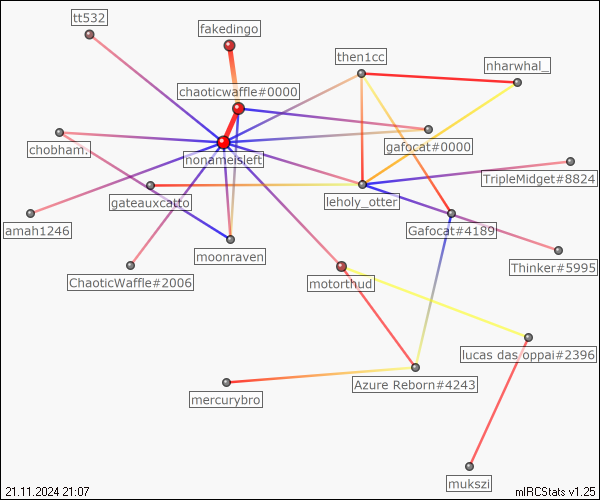 tt532
fakedingo
then1cc
nharwhal_
chaoticwaffle#0000
gafocat#0000
chobham.
nonameisleft
TripleMidget#8824
gateauxcatto
leholy_otter
amah1246
Gafocat#4189
moonraven
Thinker#5995
ChaoticWaffle#2006
motorthud
lucas das oppai#2396
Azure Reborn#4243
mercurybro
mukszi
21.11.2024 21:07
mIRCStats v1.25